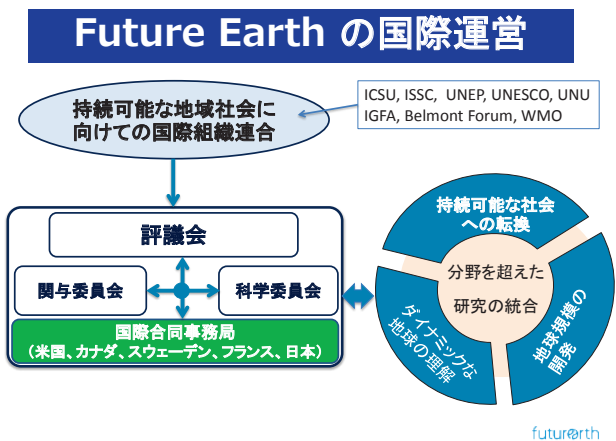 Future Earth の国際運営
持続可能な地域社会に
向けての国際組織連合
ICSU, ISSC, UNEP, UNESCO, UNU
IGFA, Belmont Forum, WMO
評議会
関与委員会
科学委員会
国際合同事務局
（米国、カナダ、スウェーデン、フランス、日本）
持続可能な社会
への転換
分野を超えた
研究の統合
ダイナミックな
地球の理解
地球規模の
開発
futurearth